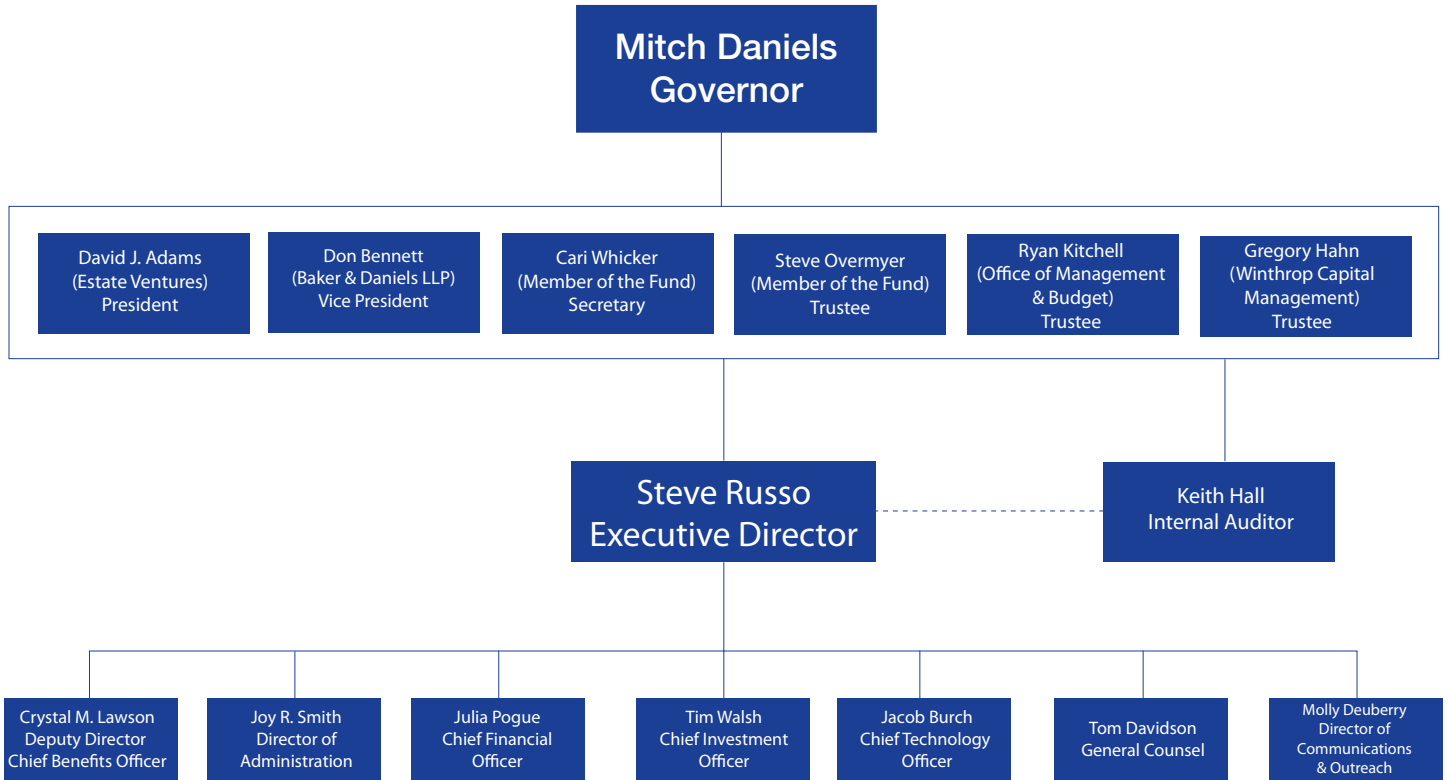 Mitch Daniels
Governor
David J. Adams
(Estate Ventures)
President
Don Bennett
(Baker & Daniels LLP)
Vice President
Cari Whicker
(Member of the Fund)
Secretary
Steve Overmyer
(Member of the Fund)
Trustee
Ryan Kitchell
(Office of Management
& Budget)
Trustee
Gregory Hahn
(Winthrop Capital
Management)
Trustee
Steve Russo
Executive Director
Keith Hall
Internal Auditor
Crystal M. Lawson
Deputy Director
Chief Benefits Officer
Joy R. Smith
Director of
Administration
Julia Pogue
Chief Financial
Officer
Tim Walsh
Chief Investment
Officer
Jacob Burch
Chief Technology
Officer
Tom Davidson
General Counsel
Molly Deuberry
Director of
Communications
& Outreach